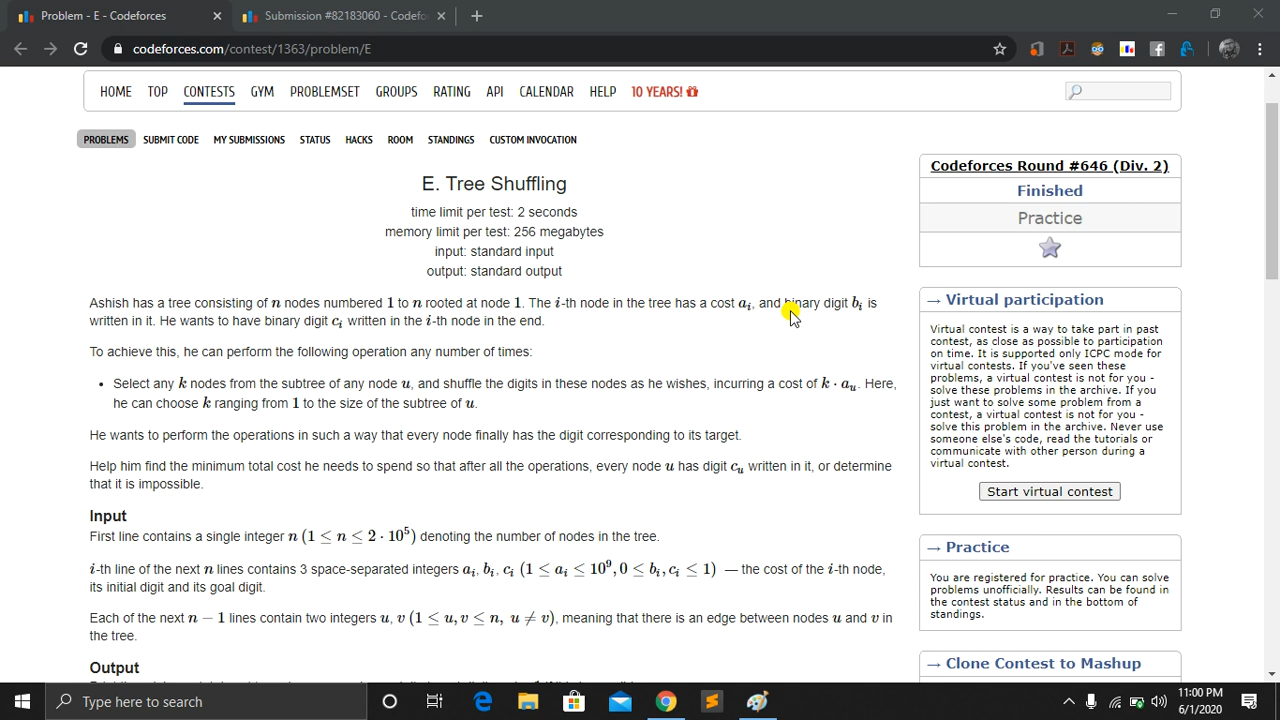 Problem - E - Codeforces
Submission #82183060 - Codefo
codeforces.com/contest/1363/problem/E
HOME TOP CONTESTS GYM PROBLEMSET GROUPS RATING API CALENDAR HELP 10 YEARS!
PROBLEMS SUBMIT CODE MY SUBMISSIONS STATUS HACKS ROOM STANDINGS CUSTOM INVOCATION
E. Tree Shuffling
time limit per test: 2 seconds
memory limit per test: 256 megabytes
input: standard input
output: standard output
Ashish has a tree consisting of n nodes numbered 1 to n rooted at node 1. The i-th node in the tree has a cost a_i, and binary digit b_i is
written in it. He wants to have binary digit c_i written in the i-th node in the end.
To achieve this, he can perform the following operation any number of times:
• Select any k nodes from the subtree of any node u, and shuffle the digits in these nodes as he wishes, incurring a cost of k · a_u. Here,
he can choose k ranging from 1 to the size of the subtree of u.
He wants to perform the operations in such a way that every node finally has the digit corresponding to its target.
Help him find the minimum total cost he needs to spend so that after all the operations, every node u has digit c_u written in it, or determine
that it is impossible.
Input
First line contains a single integer n (1 ≤ n ≤ 2 · 10^5) denoting the number of nodes in the tree.
i-th line of the next n lines contains 3 space-separated integers a_i, b_i, c_i (1 ≤ a_i ≤ 10^9, 0 ≤ b_i, c_i ≤ 1) — the cost of the i-th node,
its initial digit and its goal digit.
Each of the next n − 1 lines contain two integers u, v (1 ≤ u, v ≤ n, u ≠ v), meaning that there is an edge between nodes u and v in
the tree.
Output
Codeforces Round #646 (Div. 2)
Finished
Practice
→ Virtual participation
Virtual contest is a way to take part in past
contest, as close as possible to participation
on time. It is supported only ICPC mode for
virtual contests. If you've seen these
problems, a virtual contest is not for you -
solve these problems in the archive. If you
just want to solve some problem from a
contest, a virtual contest is not for you -
solve this problem in the archive. Never use
someone else's code, read the tutorials or
communicate with other person during a
virtual contest.
Start virtual contest
→ Practice
You are registered for practice. You can solve
problems unofficially. Results can be found in
the contest status and in the bottom of
standings.
→ Clone Contest to Mashup
Type here to search
11:00 PM
6/1/2020